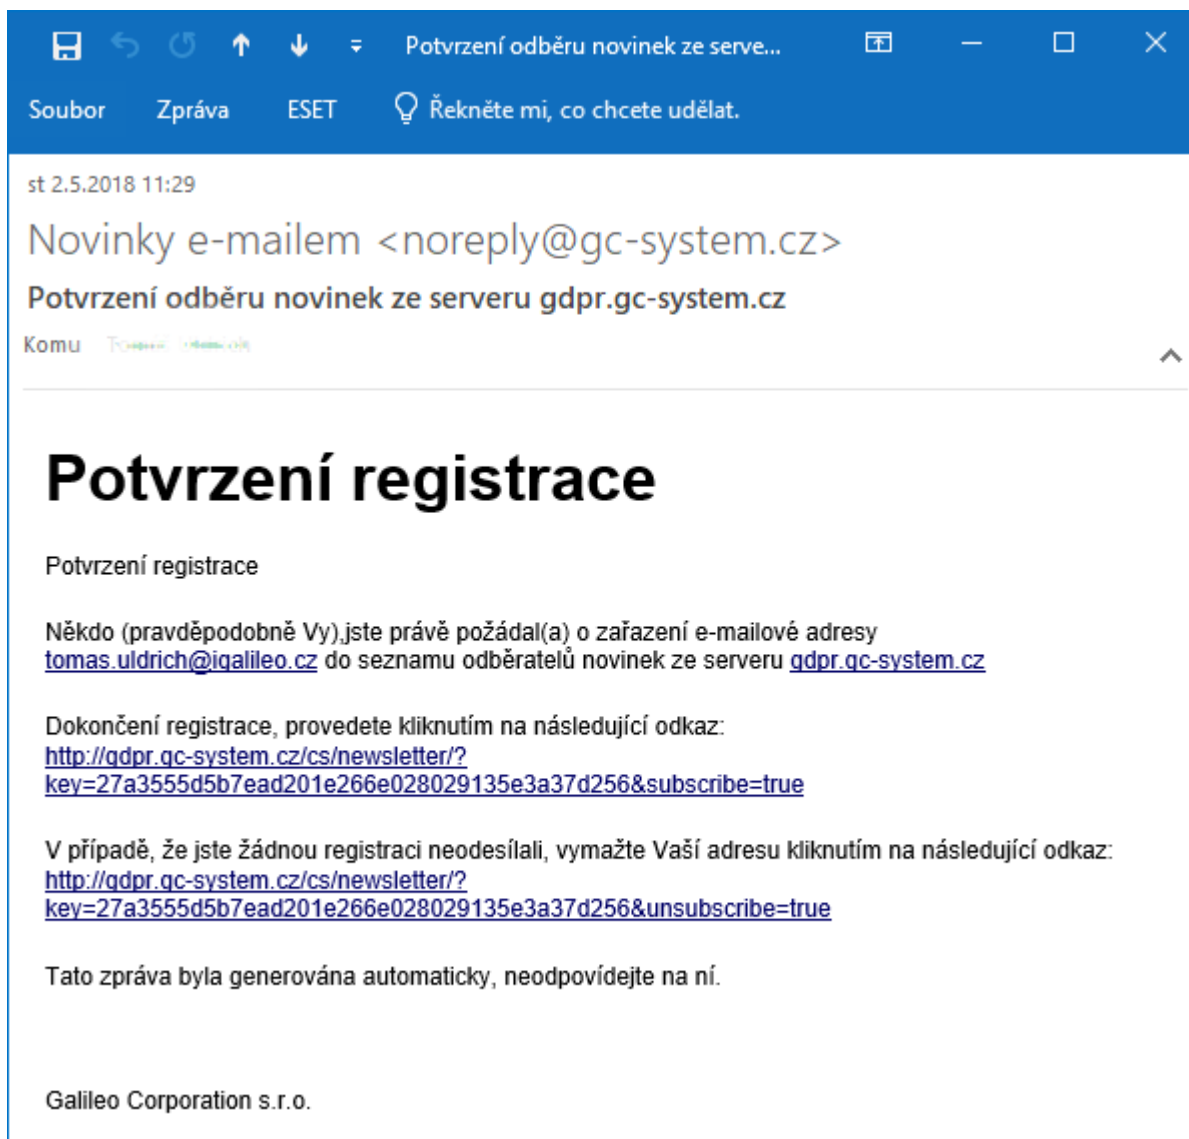 Potvrzení odběru novinek ze serve...
Soubor Zpráva ESET Řekněte mi, co chcete udělat.
st 2.5.2018 11:29
Novinky e-mailem <noreply@gc-system.cz>
Potvrzení odběru novinek ze serveru gdpr.gc-system.cz
Komu
Potvrzení registrace
Potvrzení registrace
Někdo (pravděpodobně Vy),jste právě požádal(a) o zařazení e-mailové adresy
tomas.uldrich@igalileo.cz do seznamu odběratelů novinek ze serveru gdpr.gc-system.cz
Dokončení registrace, provedete kliknutím na následující odkaz:
http://gdpr.gc-system.cz/cs/newsletter/?
key=27a3555d5b7ead201e266e028029135e3a37d256&subscribe=true
V případě, že jste žádnou registraci neodesílali, vymažte Vaší adresu kliknutím na následující odkaz:
http://gdpr.gc-system.cz/cs/newsletter/?
key=27a3555d5b7ead201e266e028029135e3a37d256&unsubscribe=true
Tato zpráva byla generována automaticky, neodpovídejte na ní.
Galileo Corporation s.r.o.